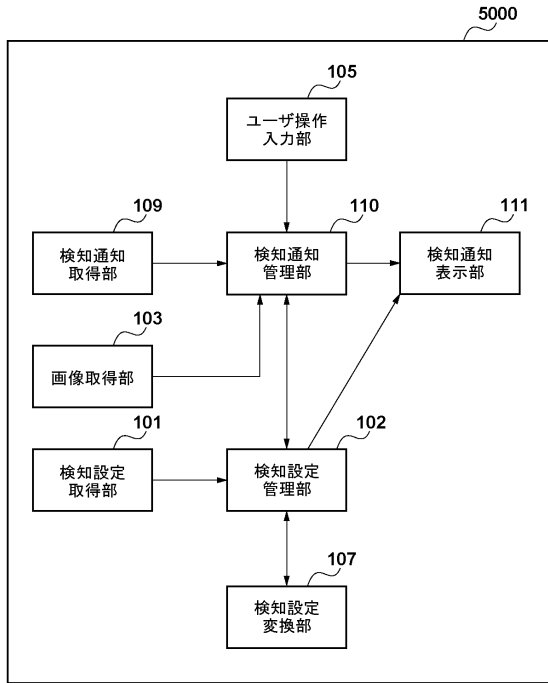 5000
105
ユーザ操作
入力部
109
検知通知
取得部
110
検知通知
管理部
111
検知通知
表示部
103
画像取得部
101
検知設定
取得部
102
検知設定
管理部
107
検知設定
変換部